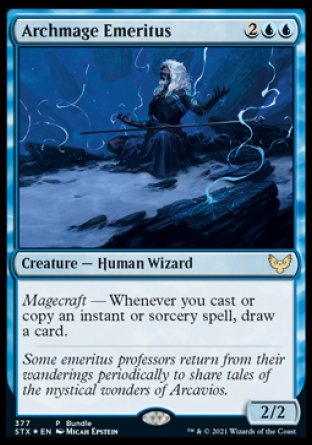 Archmage Emeritus 2
Creature — Human Wizard
Magecraft — Whenever you cast or
copy an instant or sorcery spell, draw
a card.
Some emeritus professors return from their
wanderings periodically to share tales
of the mystical wonders of Arcavios.
377 P Bundle
STX ★ EN Micah Epstein
™ & © 2021 Wizards of the Coast
2/2